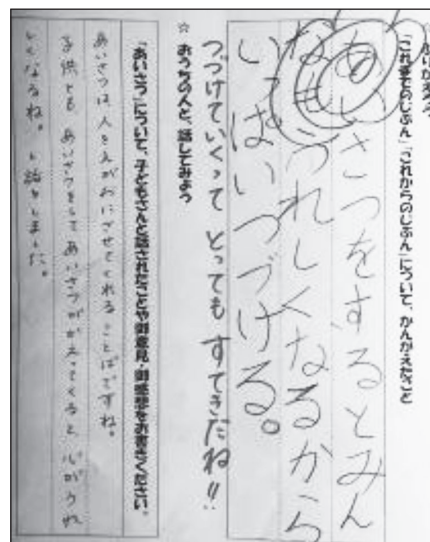 ☆ ふりかえろう
「これまでのじぶん」「これからのじぶん」について、かんがえたこと
あいさつをするとみん
なもうれしくなるから
いっぱいつづける。
つづけていくって とっても すてきだね!!
☆ おうちの人と、話してみよう
「あいさつ」について、子どもさんと話されたことや御意見・御感想をお書きください。
あいさつは人をえがおにさせてくれることばですね。
子供とも、あいさつをして あいさつがかえってくると、心がうれ
しくなるね。と話をしました。